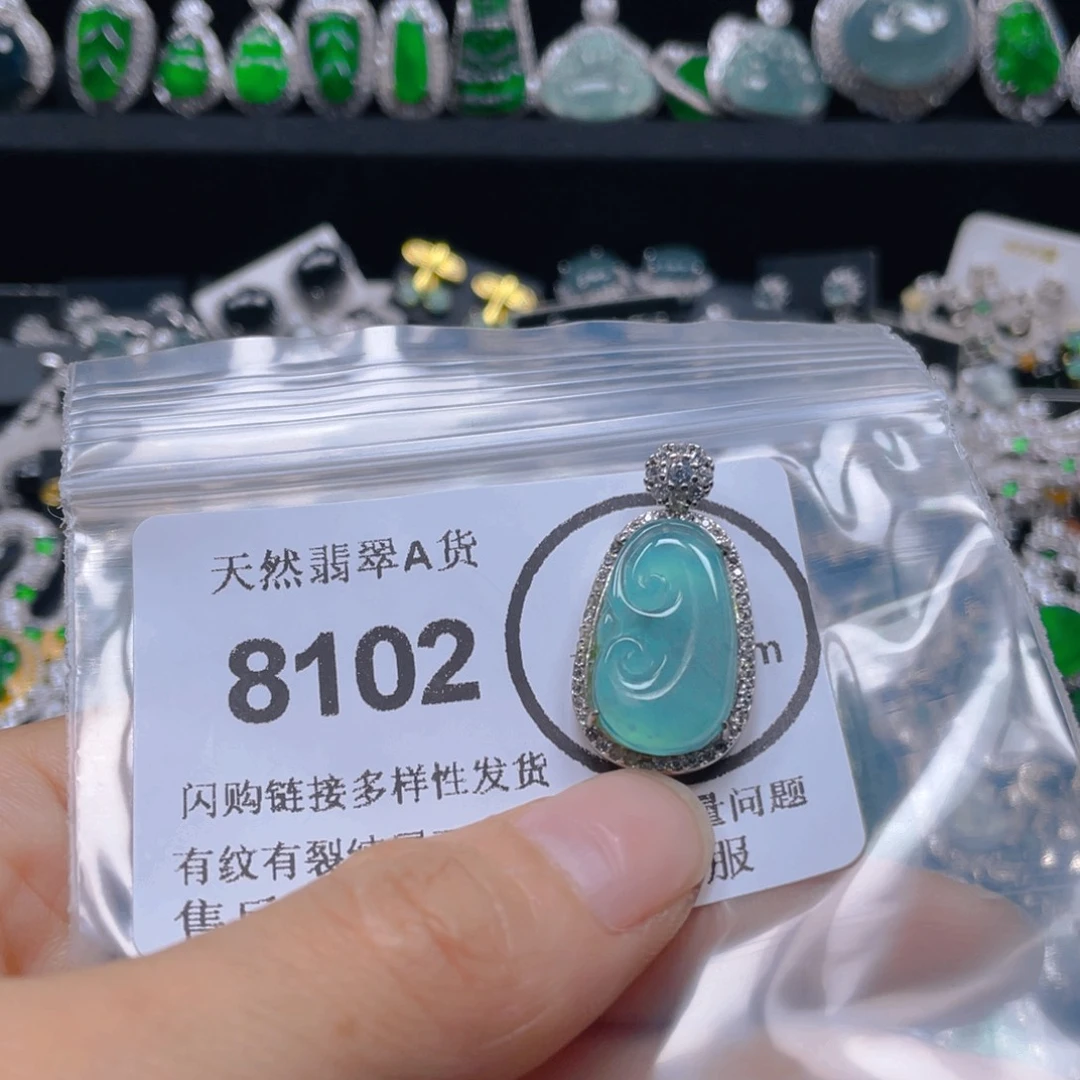 天然翡翠A货
8102
m
闪购链接多样性发货
量问题
有纹有裂
服
售